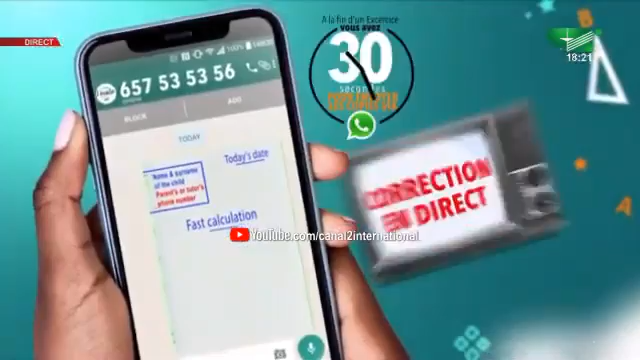 DIRECT
A la fin d'un Exercice
vous avez
30
secondes
18:21
657 53 53 56
BLOCK
ADD
TODAY
Today's date
Name & surname
of the child
Parent's or tutor's
phone number
Fast calculation
CORRECTION
EN DIRECT
YouTube.com/canal2international